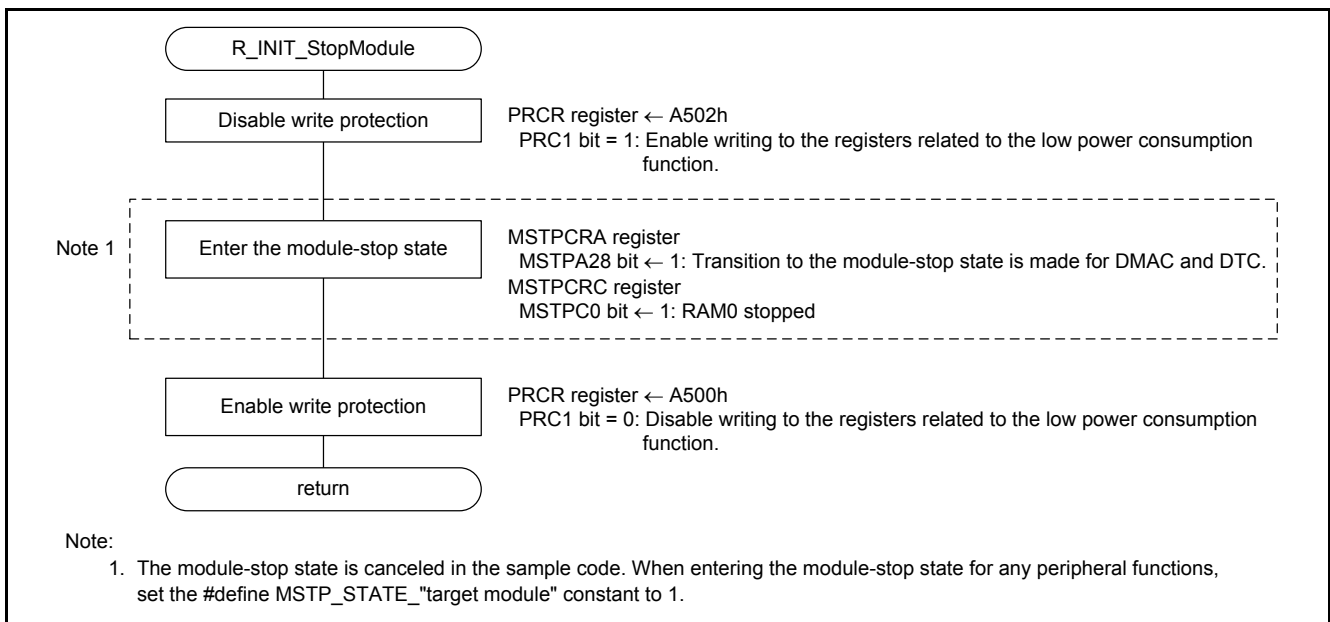 R_INIT_StopModule
Disable write protection
PRCR register ← A502h
PRC1 bit = 1: Enable writing to the registers related to the low power consumption
function.
Note 1
Enter the module-stop state
MSTPCRA register
MSTPA28 bit ← 1: Transition to the module-stop state is made for DMAC and DTC.
MSTPCRC register
MSTPC0 bit ← 1: RAM0 stopped
Enable write protection
PRCR register ← A500h
PRC1 bit = 0: Disable writing to the registers related to the low power consumption
function.
return
Note:
1. The module-stop state is canceled in the sample code. When entering the module-stop state for any peripheral functions,
set the #define MSTP_STATE_"target module" constant to 1.